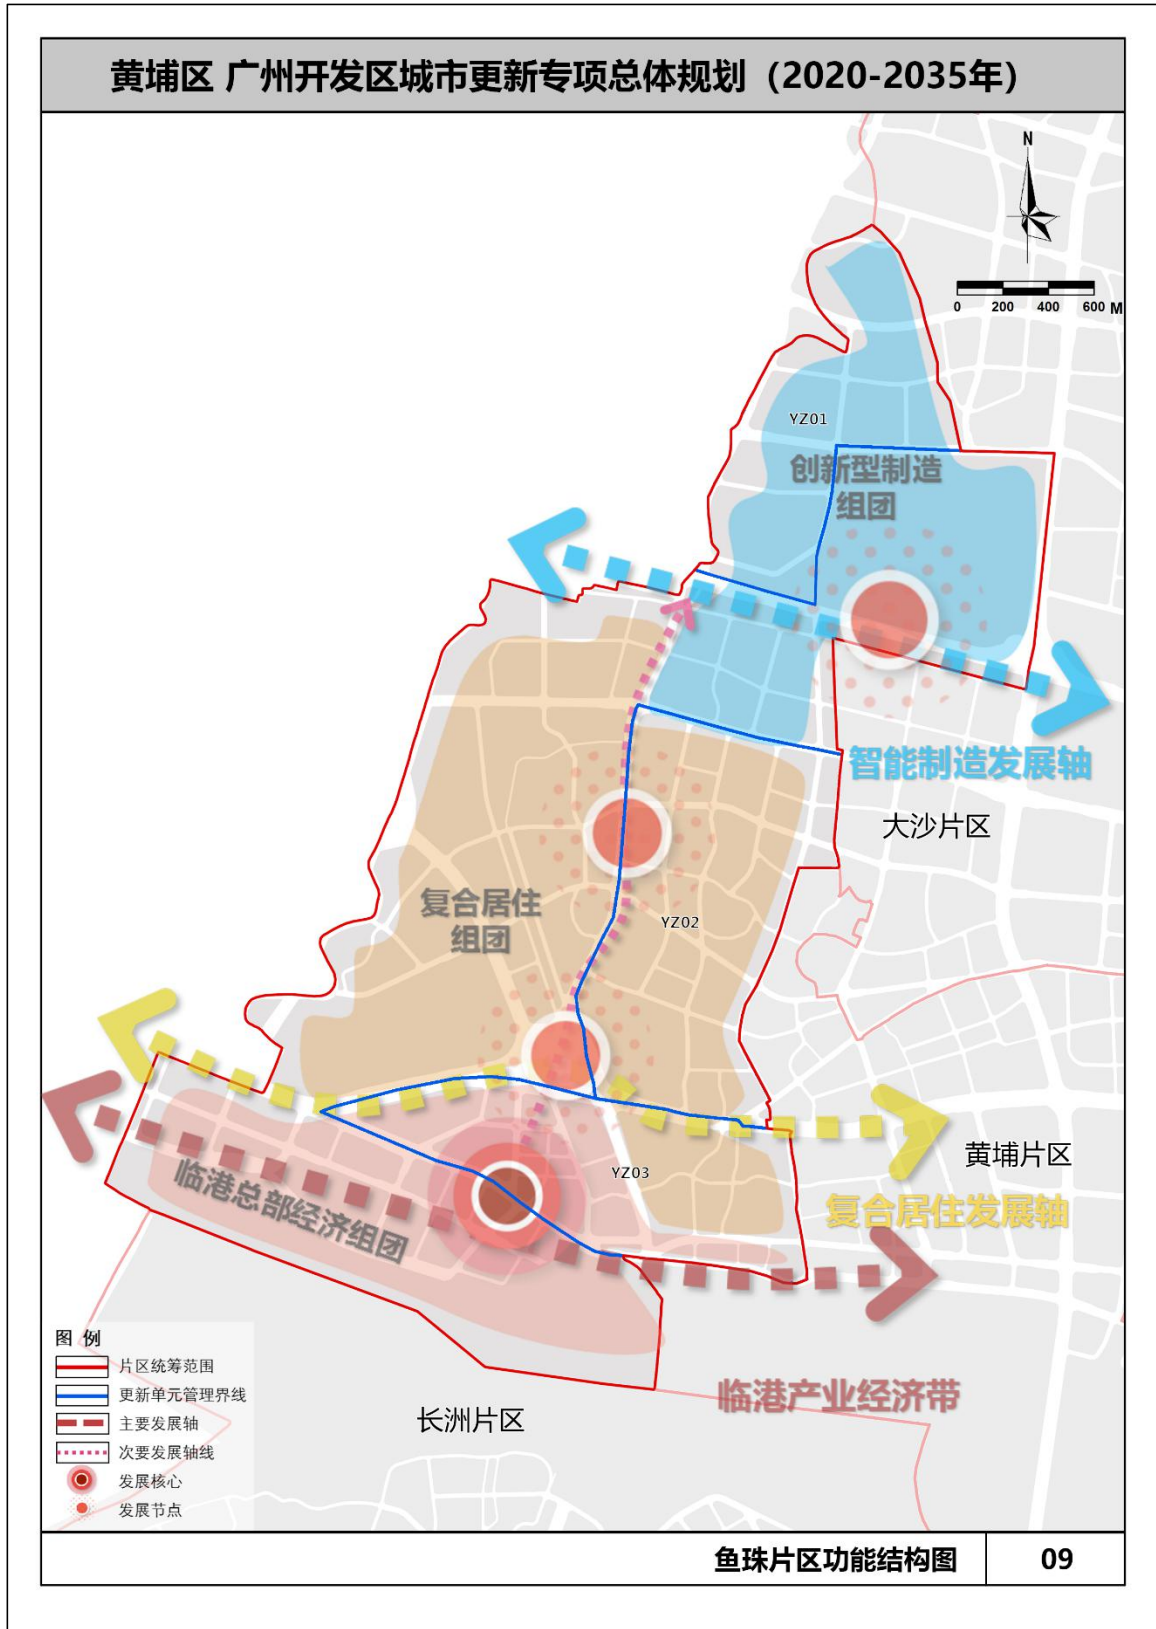 黄埔区 广州开发区城市更新专项总体规划（2020-2035年）
N
0 200 400 600 M
YZ01
创新型制造
组团
智能制造发展轴
大沙片区
复合居住
组团
YZ02
黄埔片区
YZ03
临港总部经济组团
复合居住发展轴
临港产业经济带
长洲片区
图 例
片区统筹范围
更新单元管理界线
主要发展轴
次要发展轴线
发展核心
发展节点
鱼珠片区功能结构图
09